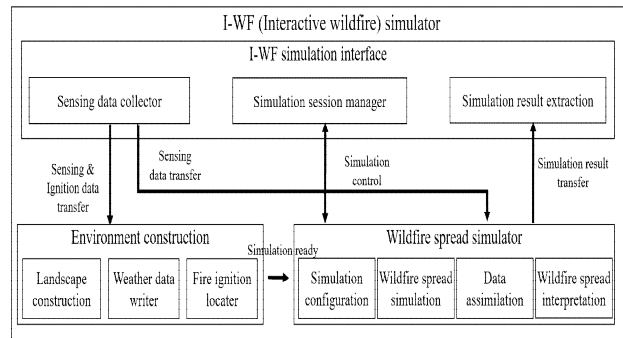 I-WF (Interactive wildfire) simulator
I-WF simulation interface
Sensing data collector
Simulation session manager
Simulation result extraction
Sensing &
Ignition data
transfer
Sensing
data transfer
Simulation
control
Simulation result
transfer
Environment construction
Landscape
construction
Weather data
writer
Fire ignition
locater
Simulation ready
Wildfire spread simulator
Simulation
configuration
Wildfire spread
simulation
Data
assimilation
Wildfire spread
interpretation